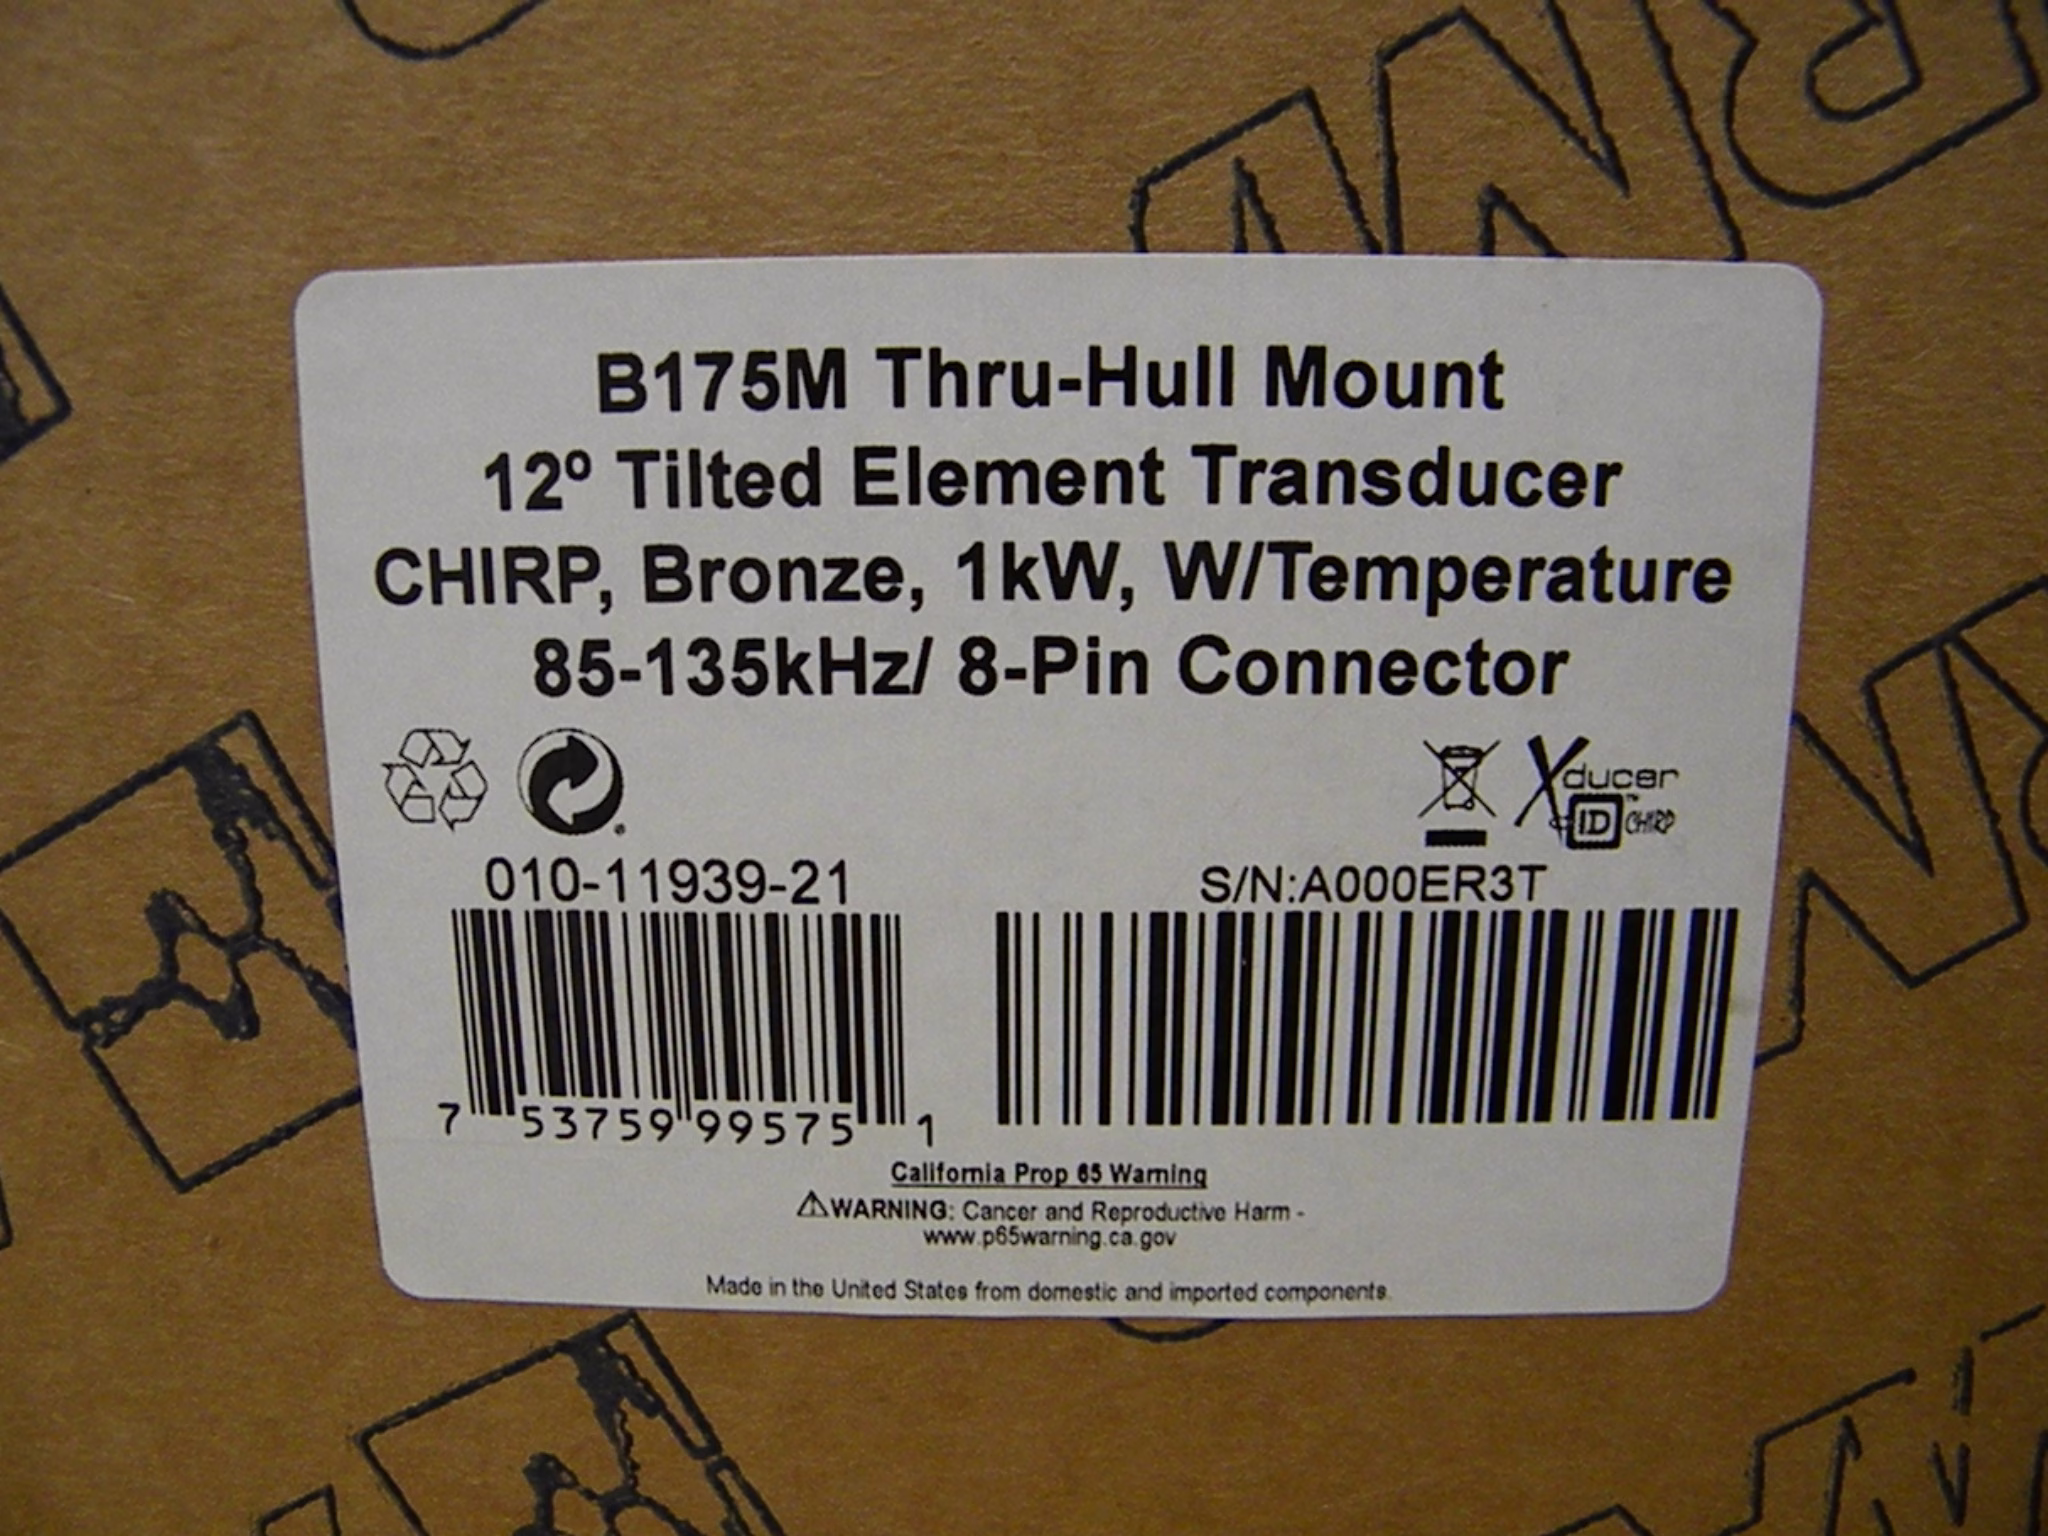 B175M Thru-Hull Mount
12º Tilted Element Transducer
CHIRP, Bronze, 1kW, W/Temperature
85-135kHz/ 8-Pin Connector
Xducer
ID™ CHIRP
010-11939-21
S/N:A000ER3T
7 53759 99575 1
California Prop 65 Warning
⚠WARNING: Cancer and Reproductive Harm -
www.p65warning.ca.gov
Made in the United States from domestic and imported components.